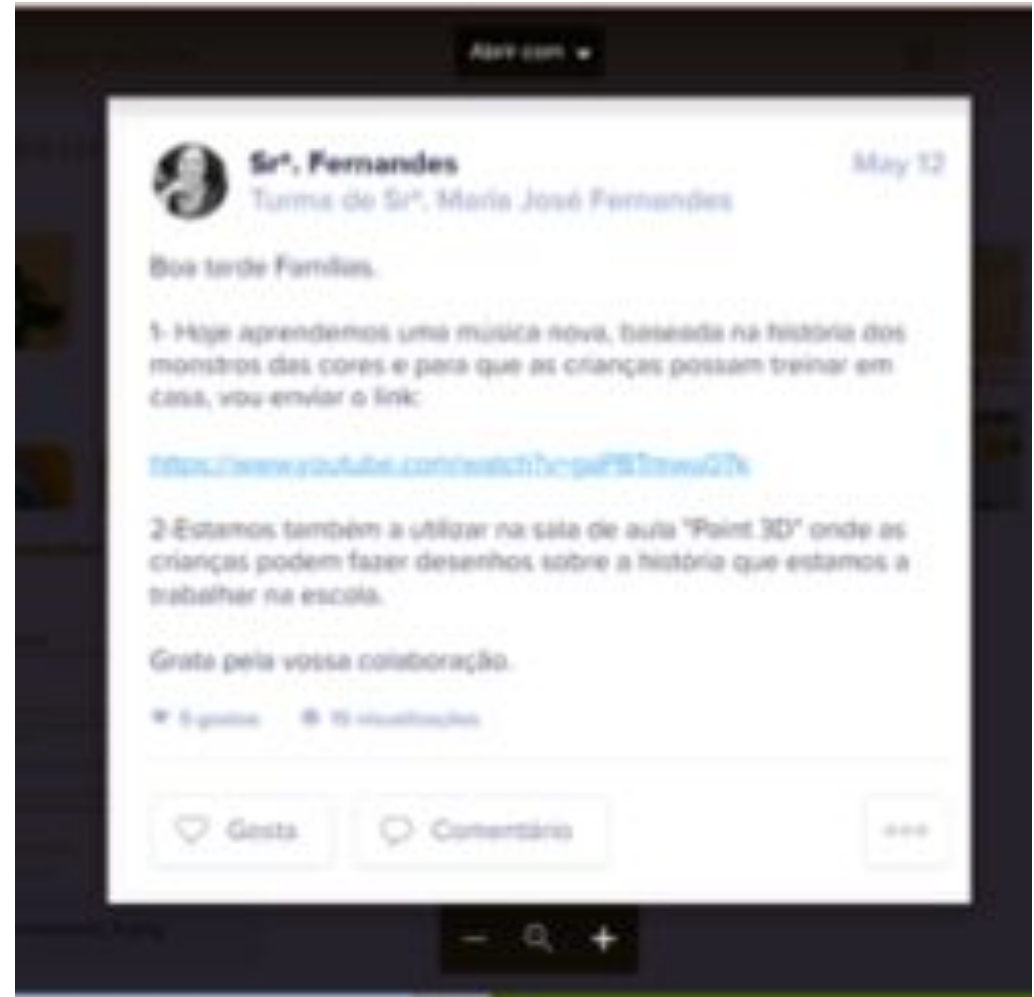 Abrir com
Srª. Fernandes
May 12
Turma de Srª. Maria José Fernandes
Boa tarde Famílias.
1- Hoje aprendemos uma música nova, baseada na história dos
monstros das cores e para que as crianças possam treinar em
casa, vou enviar o link:
2-Estamos também a utilizar na sala de aula "Paint 3D" onde as
crianças podem fazer desenhos sobre a história que estamos a
trabalhar na escola.
Grata pela vossa colaboração.
gostos visualizações
Gosta
Comentário